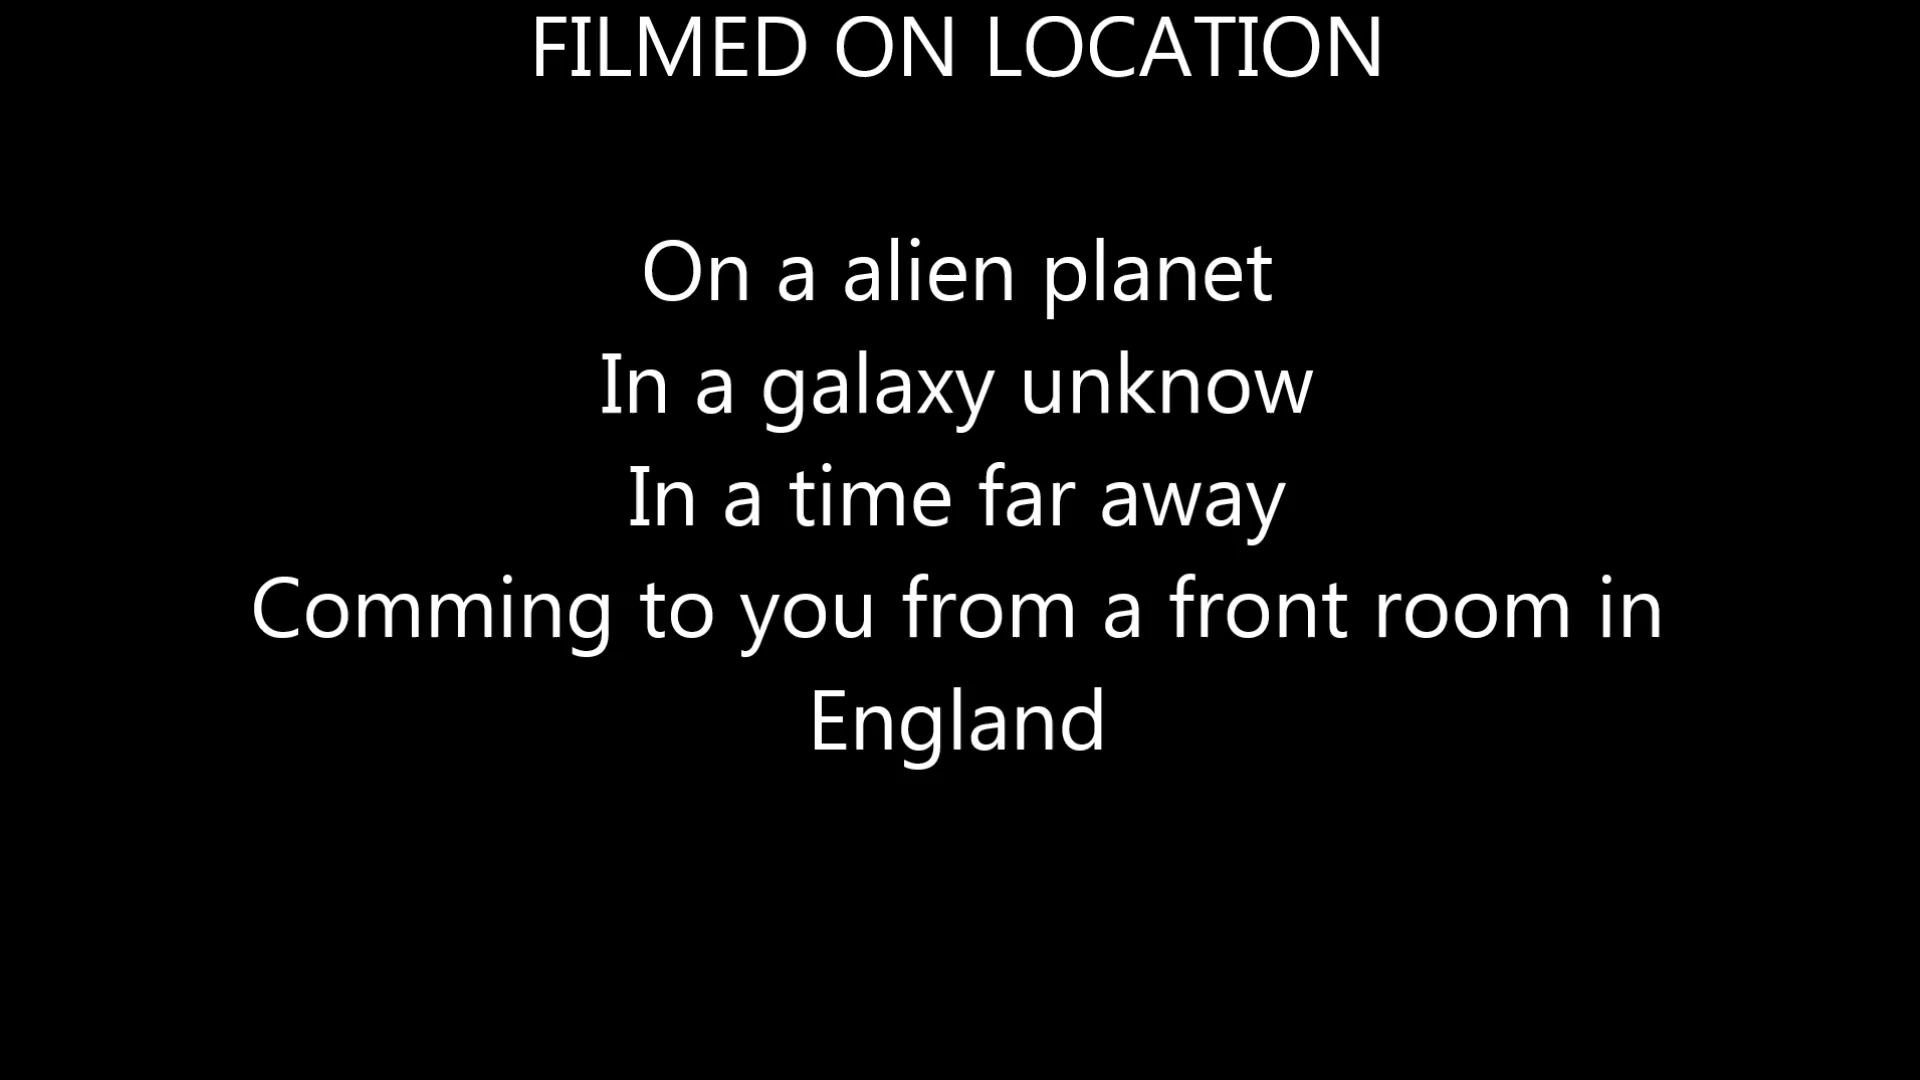 FILMED ON LOCATION
On a alien planet
In a galaxy unknow
In a time far away
Comming to you from a front room in
England